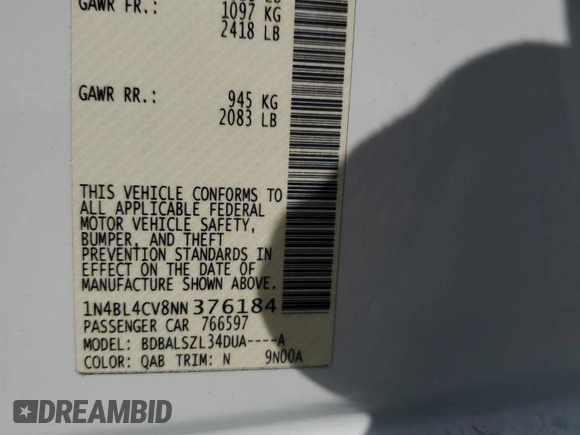 GAWR FR.:
1097 KG
2418 LB
GAWR RR.: 945 KG
2083 LB
THIS VEHICLE CONFORMS TO
ALL APPLICABLE FEDERAL
MOTOR VEHICLE SAFETY,
BUMPER, AND THEFT
PREVENTION STANDARDS IN
EFFECT ON THE DATE OF
MANUFACTURE SHOWN ABOVE.
1N4BL4CV8NN376184
PASSENGER CAR 766597
MODEL: BDBALSZL34DUA----A
COLOR: QAB TRIM: N 9N00A
DREAMBID